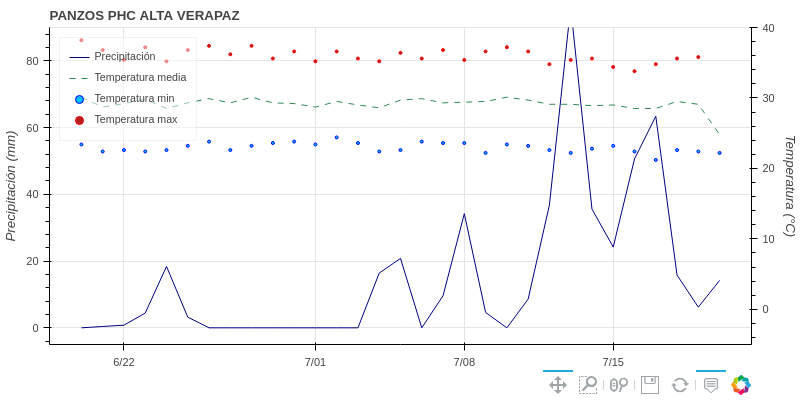 PANZOS PHC ALTA VERAPAZ
Precipitación
Temperatura media
Temperatura min
Temperatura max
Precipitación (mm)
80
60
40
20
0
Temperatura (°C)
40
30
20
10
0
6/22
7/01
7/08
7/15